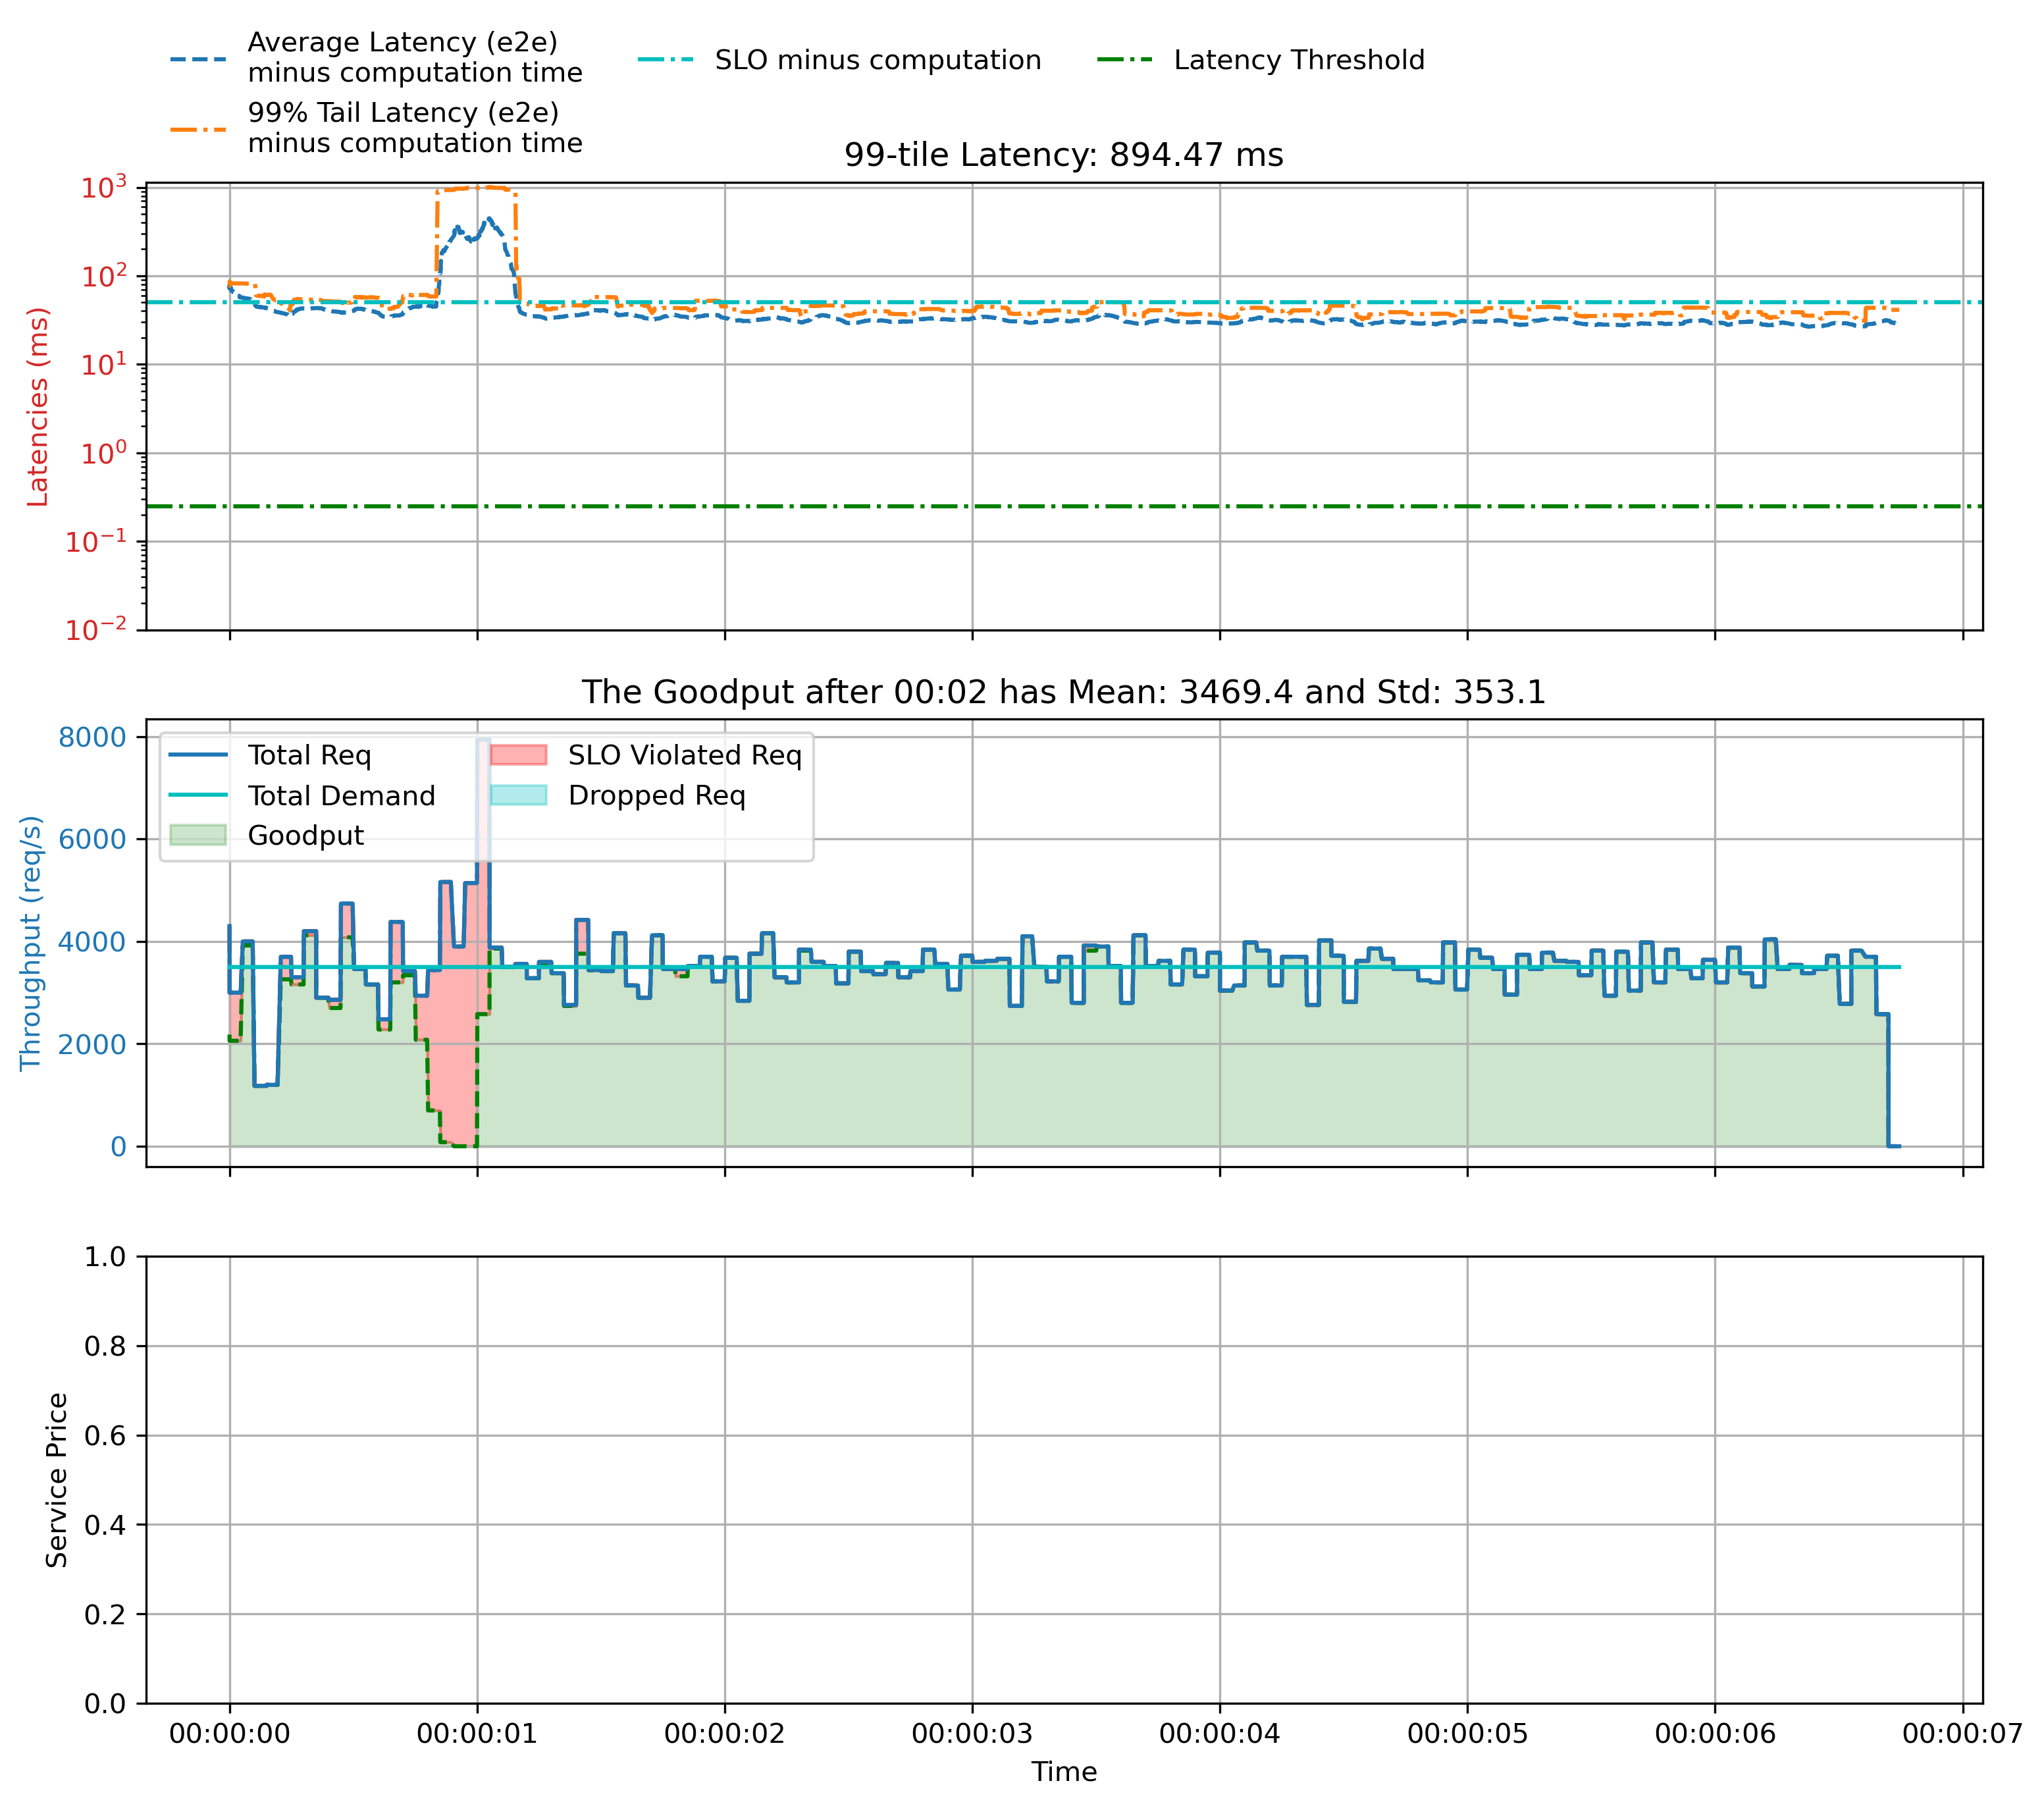 Average Latency (e2e)
minus computation time
99% Tail Latency (e2e)
minus computation time
SLO minus computation
Latency Threshold
99-tile Latency: 894.47 ms
10³
10²
10¹
10⁰
10⁻¹
10⁻²
Latencies (ms)
The Goodput after 00:02 has Mean: 3469.4 and Std: 353.1
Total Req
Total Demand
Goodput
SLO Violated Req
Dropped Req
8000
6000
4000
2000
0
Throughput (req/s)
1.0
0.8
0.6
0.4
0.2
0.0
Service Price
00:00:00 00:00:01 00:00:02 00:00:03 00:00:04 00:00:05 00:00:06 00:00:07
Time